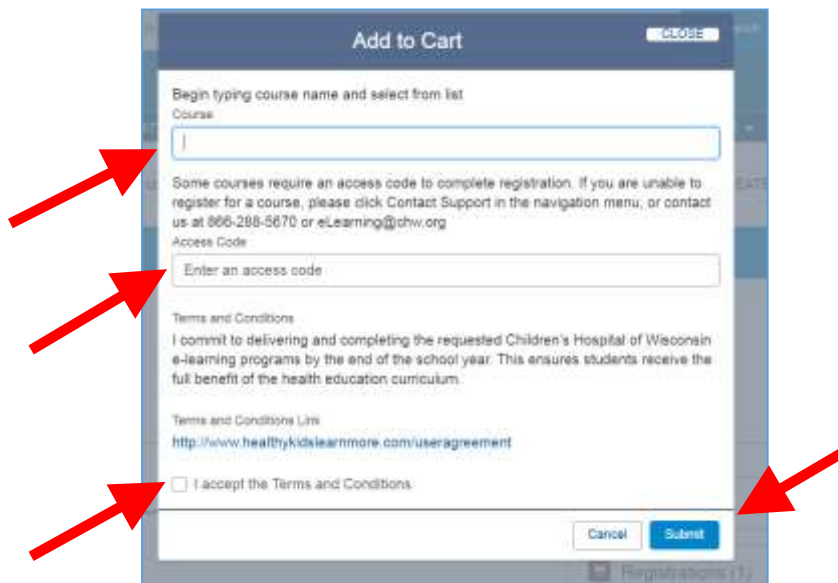 Add to Cart
CLOSE
Begin typing course name and select from list
Course
Some courses require an access code to complete registration. If you are unable to
register for a course, please click Contact Support in the navigation menu, or contact
us at 866-288-5670 or eLearning@chw.org
Access Code
Enter an access code
Terms and Conditions
I commit to delivering and completing the requested Children's Hospital of Wisconsin
e-learning programs by the end of the school year. This ensures students receive the
full benefit of the health education curriculum.
Terms and Conditions Link
http://www.healthykidslearnmore.com/useragreement
I accept the Terms and Conditions
Cancel
Submit
Registrations (1)